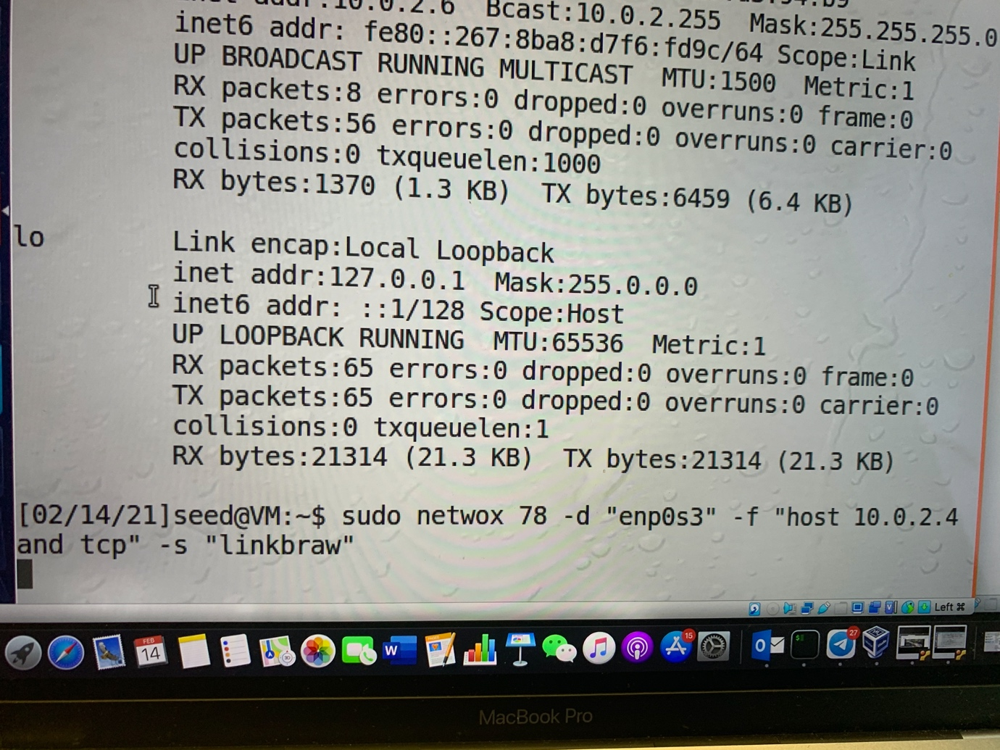 inet addr:10.0.2.6  Bcast:10.0.2.255  Mask:255.255.255.0
inet6 addr: fe80::267:8ba8:d7f6:fd9c/64 Scope:Link
UP BROADCAST RUNNING MULTICAST  MTU:1500  Metric:1
RX packets:8 errors:0 dropped:0 overruns:0 frame:0
TX packets:56 errors:0 dropped:0 overruns:0 carrier:0
collisions:0 txqueuelen:1000
RX bytes:1370 (1.3 KB)  TX bytes:6459 (6.4 KB)
lo Link encap:Local Loopback
inet addr:127.0.0.1  Mask:255.0.0.0
inet6 addr: ::1/128 Scope:Host
UP LOOPBACK RUNNING  MTU:65536  Metric:1
RX packets:65 errors:0 dropped:0 overruns:0 frame:0
TX packets:65 errors:0 dropped:0 overruns:0 carrier:0
collisions:0 txqueuelen:1
RX bytes:21314 (21.3 KB)  TX bytes:21314 (21.3 KB)
[02/14/21]seed@VM:~$ sudo netwox 78 -d "enp0s3" -f "host 10.0.2.4
and tcp" -s "linkbraw"
Left ⌘
FEB
14
W
15
O
$
27
MacBook Pro